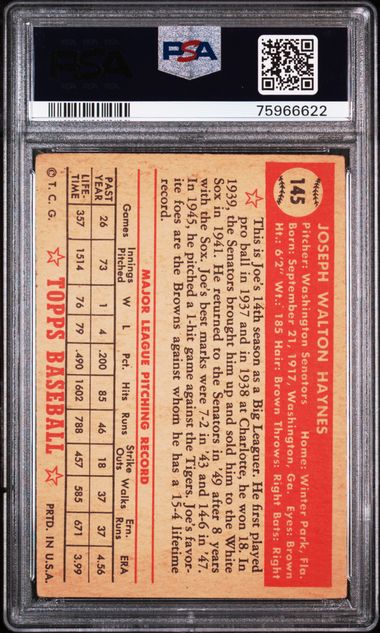 PSA
PSA
75966622
145
JOSEPH WALTON HAYNES
Pitcher: Washington Senators Home: Winter Park, Fla.
Born: September 21, 1917, Washington, Ga. Eyes: Brown
Ht.: 6'2" Wt.: 185 Hair: Brown Throws: Right Bats: Right
This is Joe's 14th season as a Big Leaguer. He first played
pro ball in 1937 and in 1938 at Charlotte, he won 18. In
1939, the Senators brought him up and sold him to the White
Sox in 1941. He returned to the Senators in '49 after 8 years
with the Sox. Joe's best marks were 7-2 in '43 and 14-6 in '47.
In 1945, he pitched a 1-hit game against the Tigers. Joe's favor-
ite foes are the Browns against whom he has a 15-4 lifetime
record.
MAJOR LEAGUE PITCHING RECORD
Games Innings Pitched W L Pct. Hits Runs Strike Outs Walks Ern. Runs ERA
PAST YEAR 26 73 1 4 .200 85 46 18 37 37 4.56
LIFE-TIME 357 1514 76 79 .490 1602 788 457 585 671 3.99
© T. C. G. TOPPS BASEBALL PRTD. IN U.S.A.